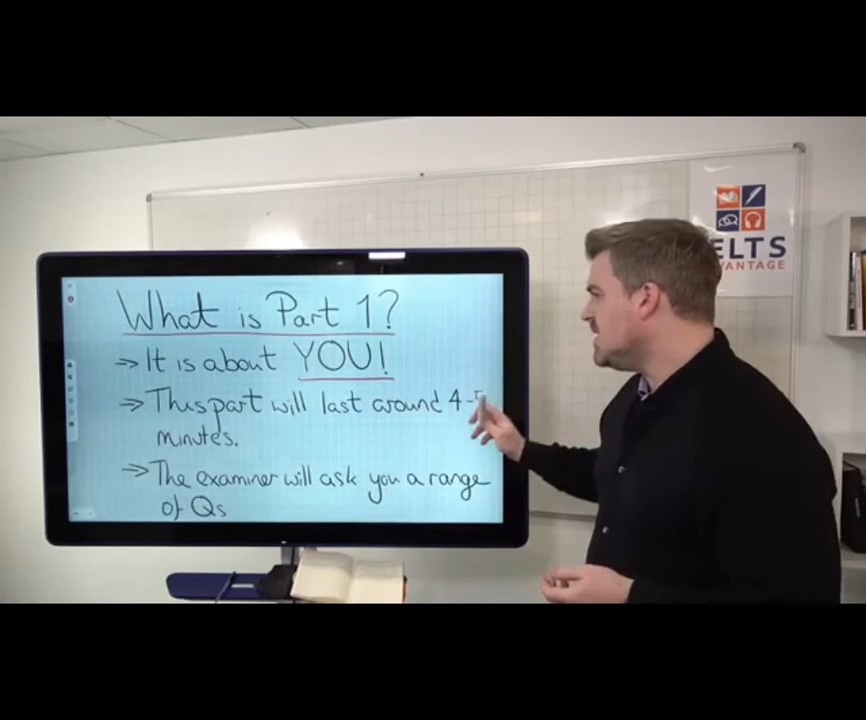 What is Part 1?
⇒ It is about YOU!
⇒ This part will last around 4-5
minutes.
⇒ The examiner will ask you a range
of Qs
ELTS
VANTAGE